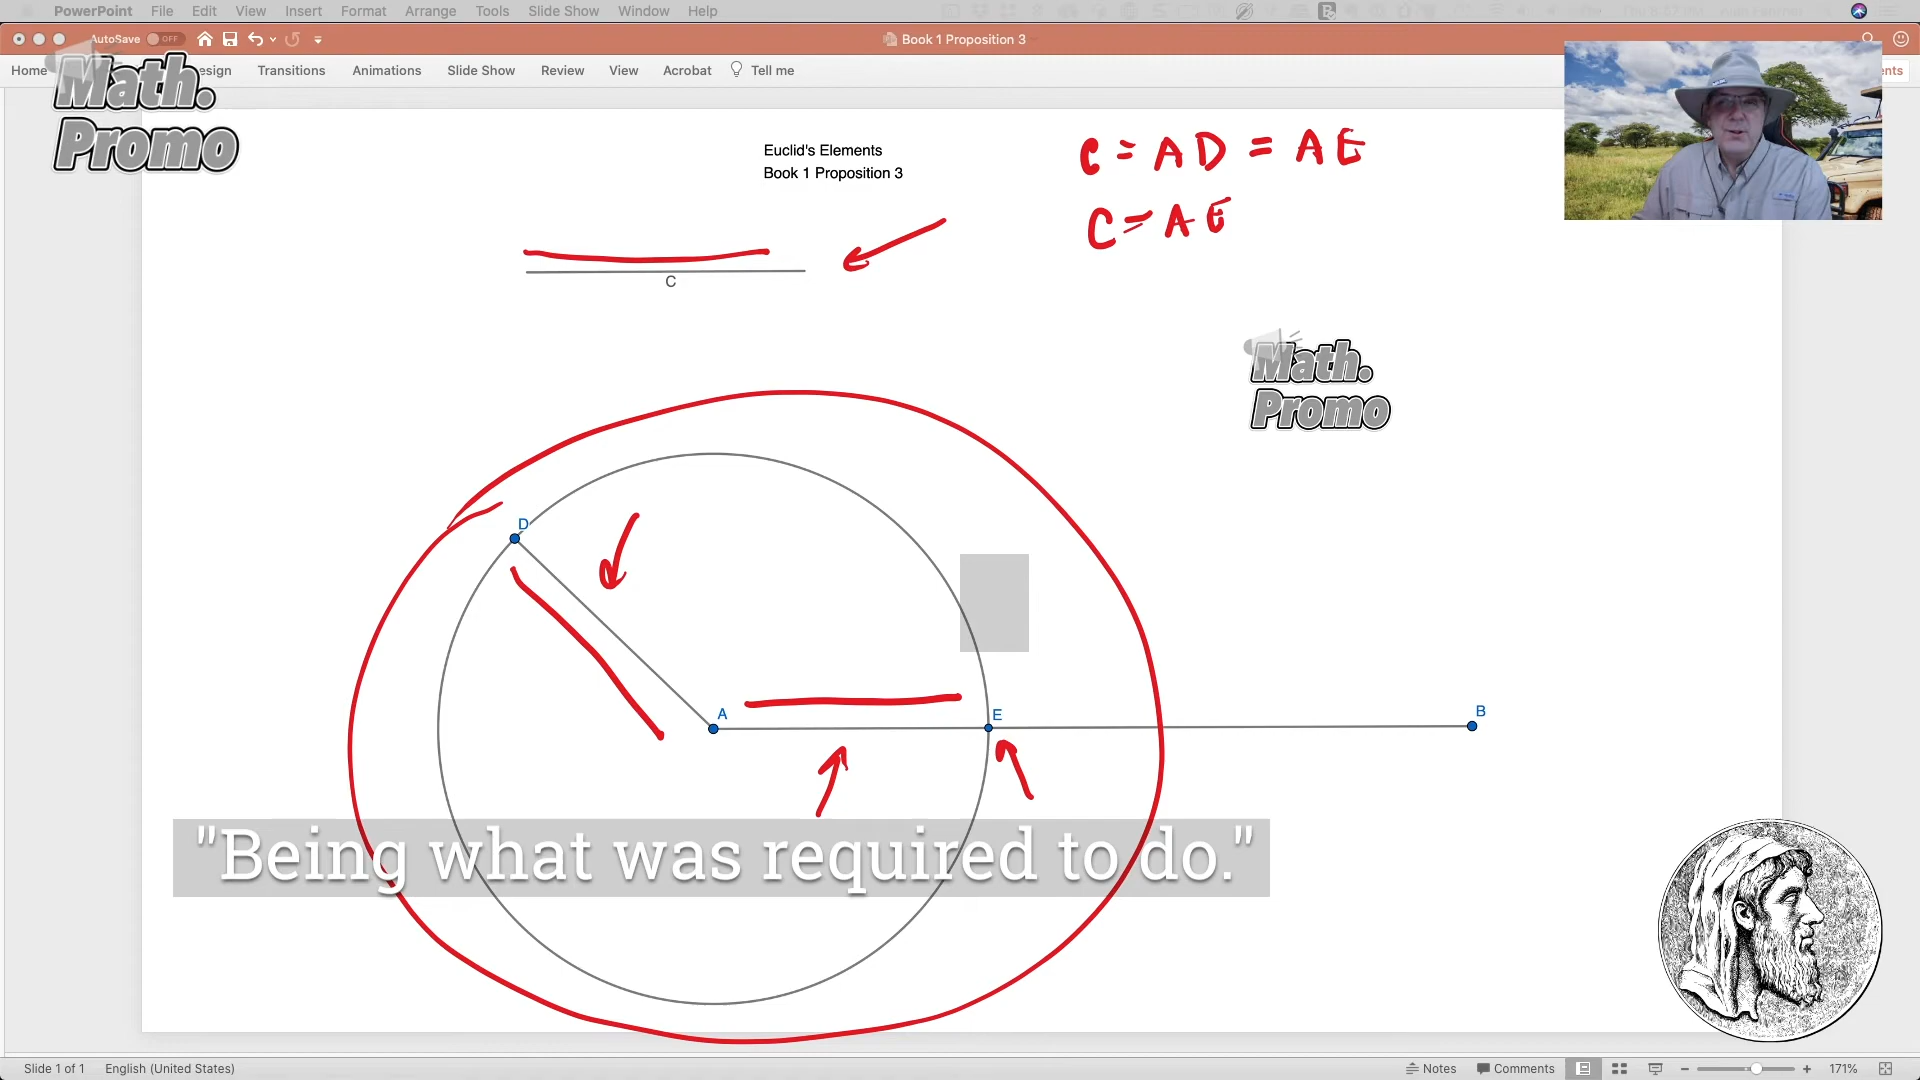 PowerPoint File Edit View Insert Format Arrange Tools Slide Show Window Help
AutoSave OFF
Book 1 Proposition 3
Home esign Transitions Animations Slide Show Review View Acrobat Tell me
ents
Math.
Promo
Euclid's Elements
Book 1 Proposition 3
C = AD = AE
C = AE
C
Math.
Promo
D
A
E
B
"Being what was required to do."
Slide 1 of 1 English (United States)
Notes Comments 171%